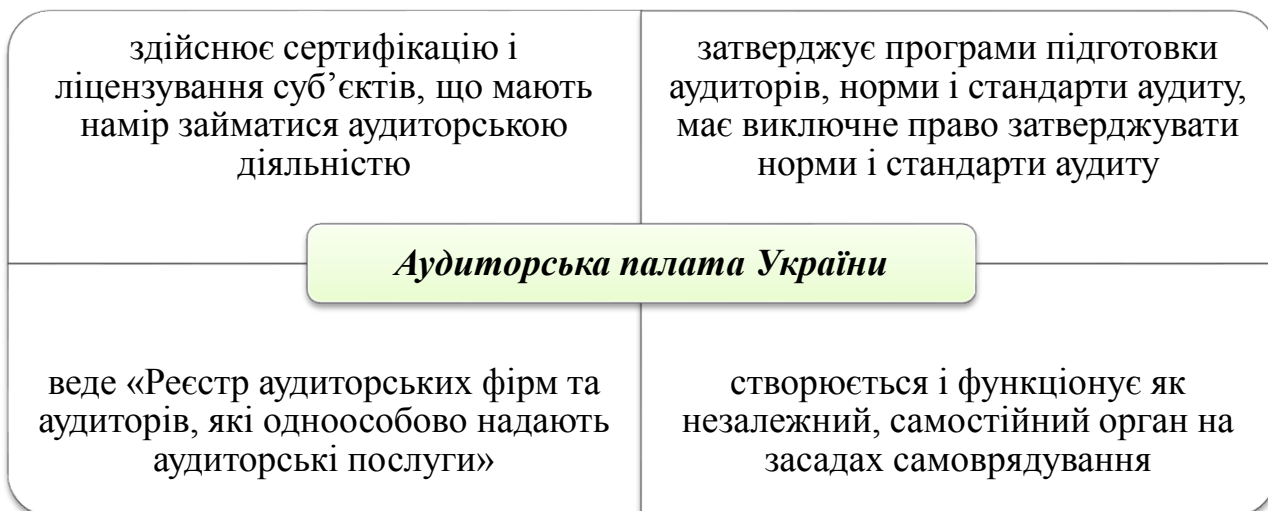 здійснює сертифікацію і
ліцензування суб’єктів, що мають
намір займатися аудиторською
діяльністю
затверджує програми підготовки
аудиторів, норми і стандарти аудиту,
має виключне право затверджувати
норми і стандарти аудиту
Аудиторська палата України
веде «Реєстр аудиторських фірм та
аудиторів, які одноособово надають
аудиторські послуги»
створюється і функціонує як
незалежний, самостійний орган на
засадах самоврядування